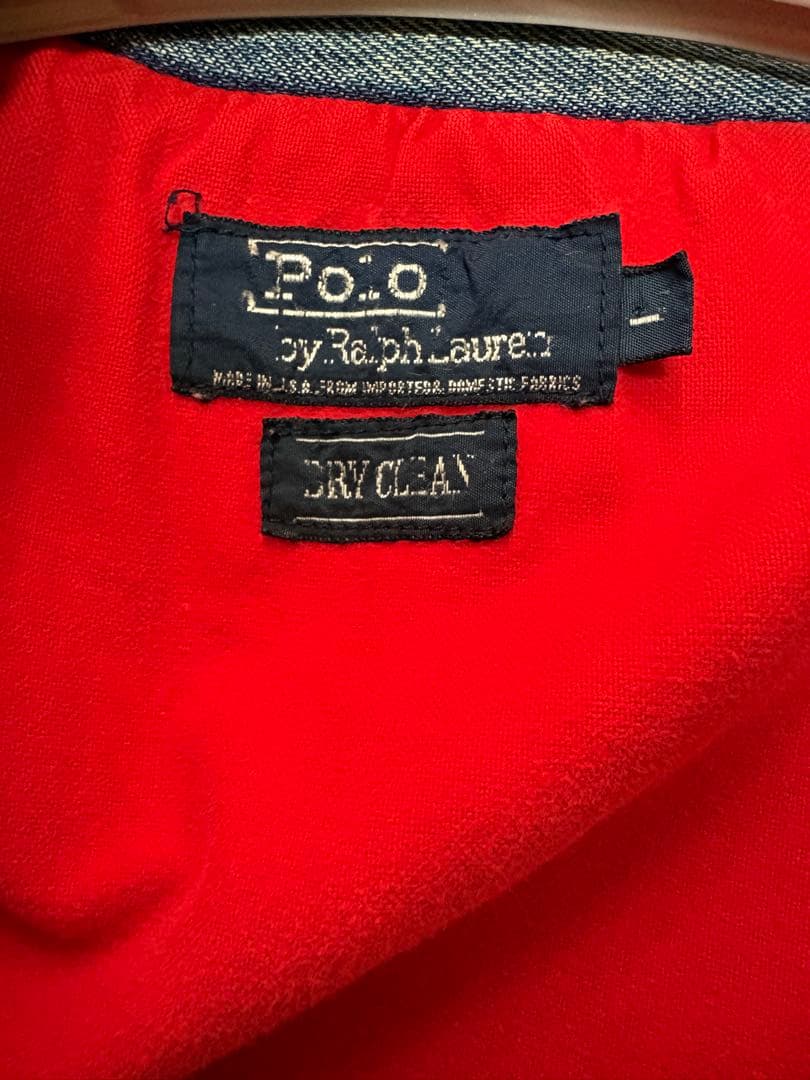 Polo
by Ralph Lauren
MADE IN U.S.A. FROM IMPORTED & DOMESTIC FABRICS
L
DRY CLEAN